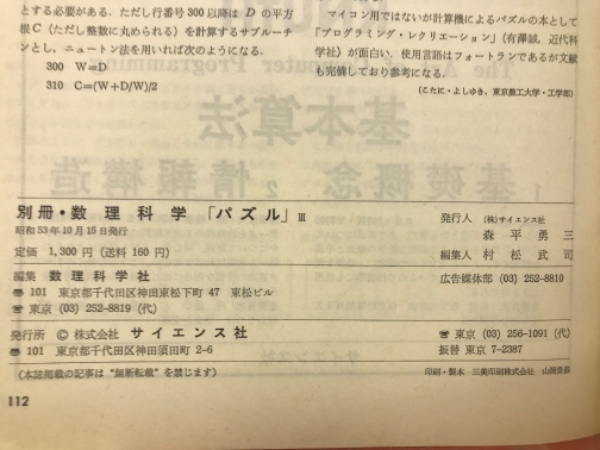 とする必要がある．ただし行番号300以降は D の平方
根C（ただし整数に丸められる）を計算するサブルーチ
ンとし，ニュートン法を用いれば次のようになる．
300 W=D
310 C=(W+D/W)/2
マイコン用ではないが計算機によるパズルの本として
「プログラミング・レクリエーション」（有澤誠，近代科
学社）が面白い．使用言語はフォートランであるが文献
も完備しており参考になる．
（こたに・よしゆき，東京農工大学・工学部）
The Art of Computer Programming
基本算法
1 基礎概念 2 情報構造
別冊・数理科学 「パズル」 III
昭和53年10月15日発行
定価 1,300 円（送料 160 円）
発行人 （株）サイエンス社
森平勇三
編集人 村松武司
編集 数理科学社
〠 101 東京都千代田区神田東松下町 47 東松ビル
☎ 東京 (03) 252-8819（代）
広告媒体部 (03) 252-8810
発行所 © 株式会社 サイエンス社
〠 101 東京都千代田区神田須田町 2-6
☎ 東京 (03) 256-1091（代）
振替 東京 7-2387
サイエンス社
（本誌掲載の記事は“無断転載”を禁じます）
印刷・製本 三美印刷株式会社
112